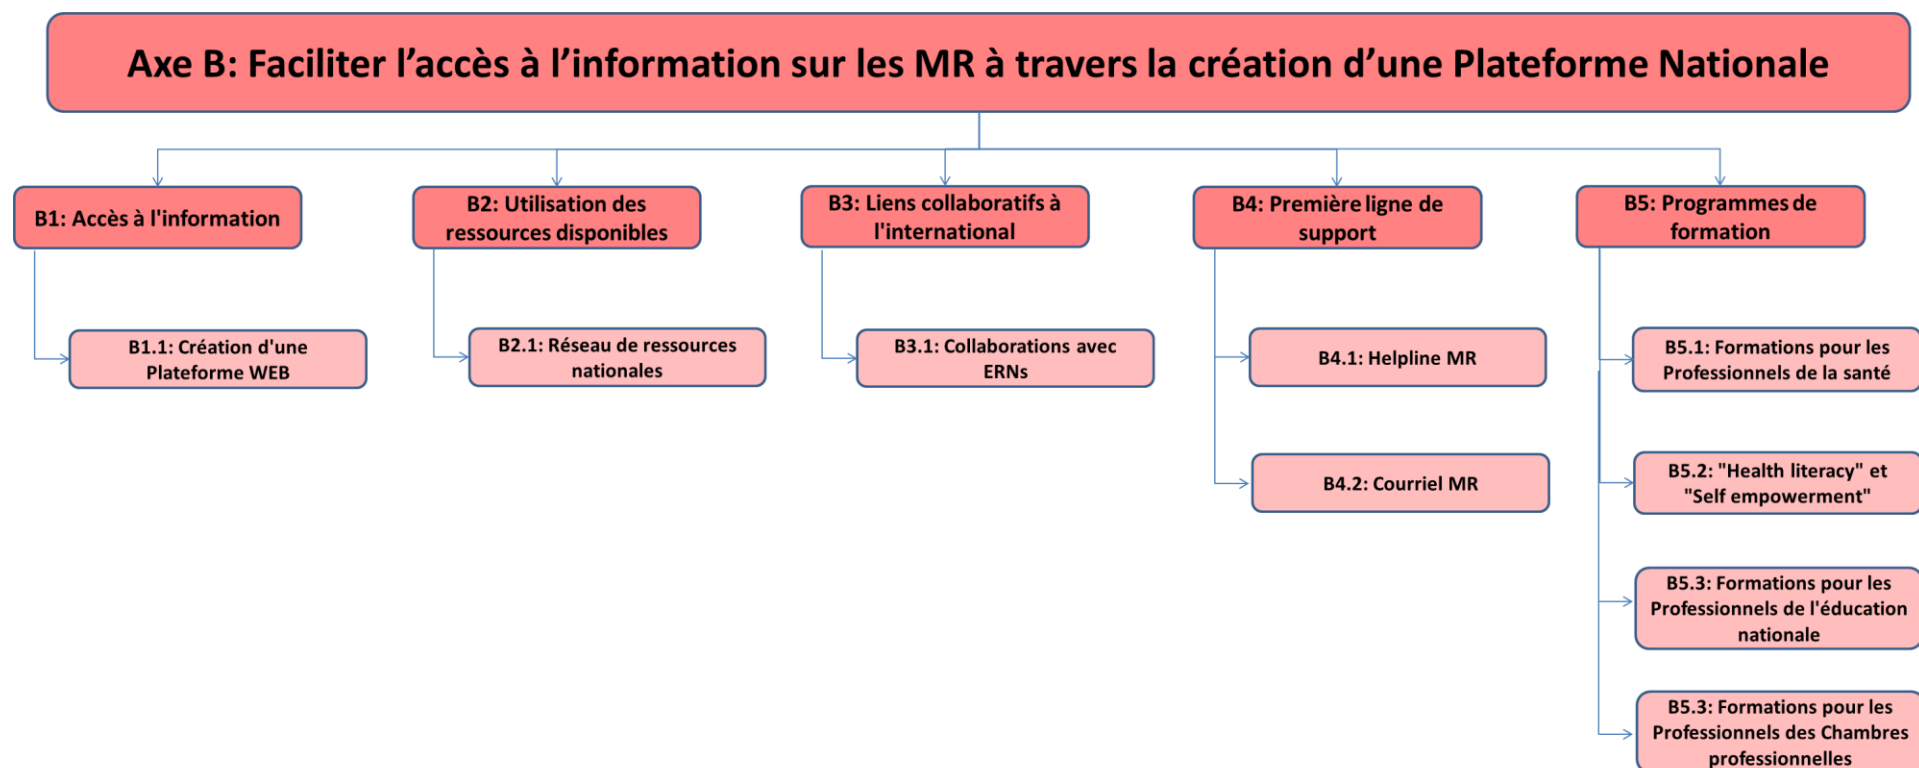 Axe B: Faciliter l'accès à l'information sur les MR à travers la création d'une Plateforme Nationale
B1: Accès à l'information
B2: Utilisation des
ressources disponibles
B3: Liens collaboratifs à
l'international
B4: Première ligne de
support
B5: Programmes de
formation
B1.1: Création d'une
Plateforme WEB
B2.1: Réseau de ressources
nationales
B3.1: Collaborations avec
ERNs
B4.1: Helpline MR
B4.2: Courriel MR
B5.1: Formations pour les
Professionnels de la santé
B5.2: "Health literacy" et
"Self empowerment"
B5.3: Formations pour les
Professionnels de l'éducation
nationale
B5.3: Formations pour les
Professionnels des Chambres
professionnelles